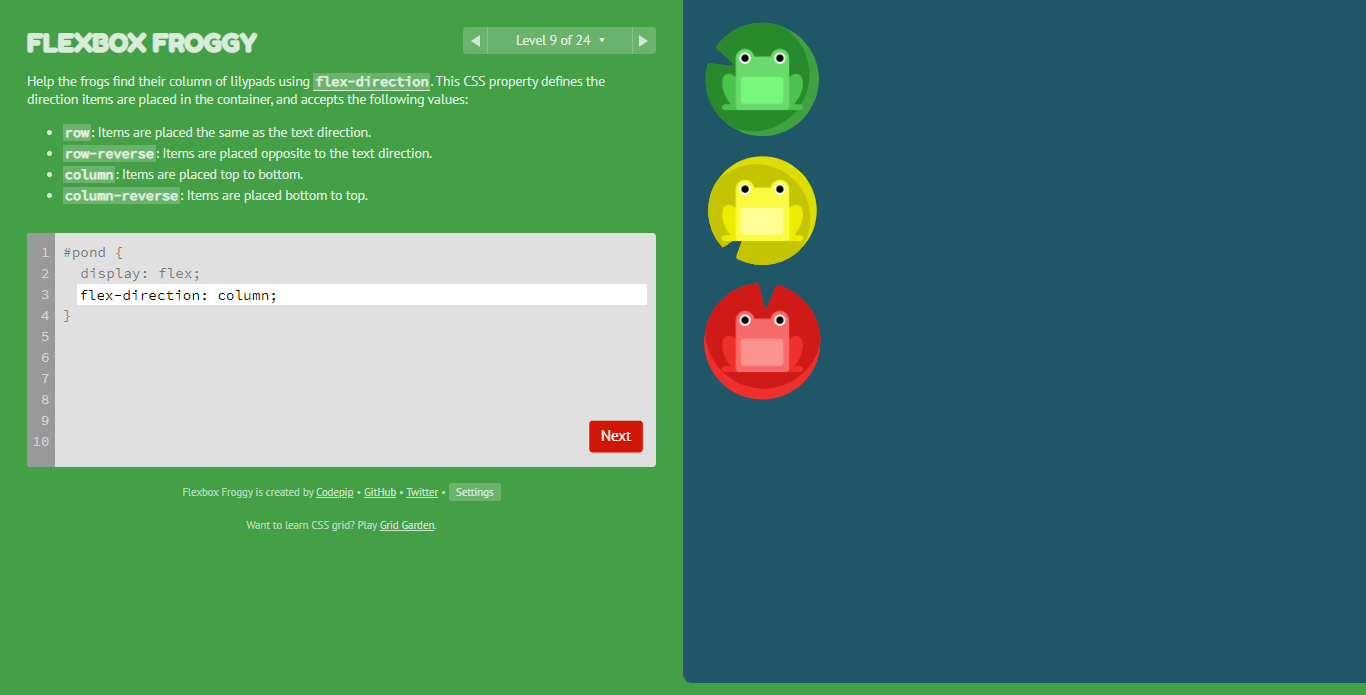 FLEXBOX FROGGY
◀ Level 9 of 24 ▼ ▶
Help the frogs find their column of lilypads using flex-direction. This CSS property defines the
direction items are placed in the container, and accepts the following values:
• row: Items are placed the same as the text direction.
• row-reverse: Items are placed opposite to the text direction.
• column: Items are placed top to bottom.
• column-reverse: Items are placed bottom to top.
1 #pond {
2 display: flex;
3 flex-direction: column;
4 }
5
6
7
8
9
10
Next
Flexbox Froggy is created by Codepip • GitHub • Twitter • Settings
Want to learn CSS grid? Play Grid Garden.